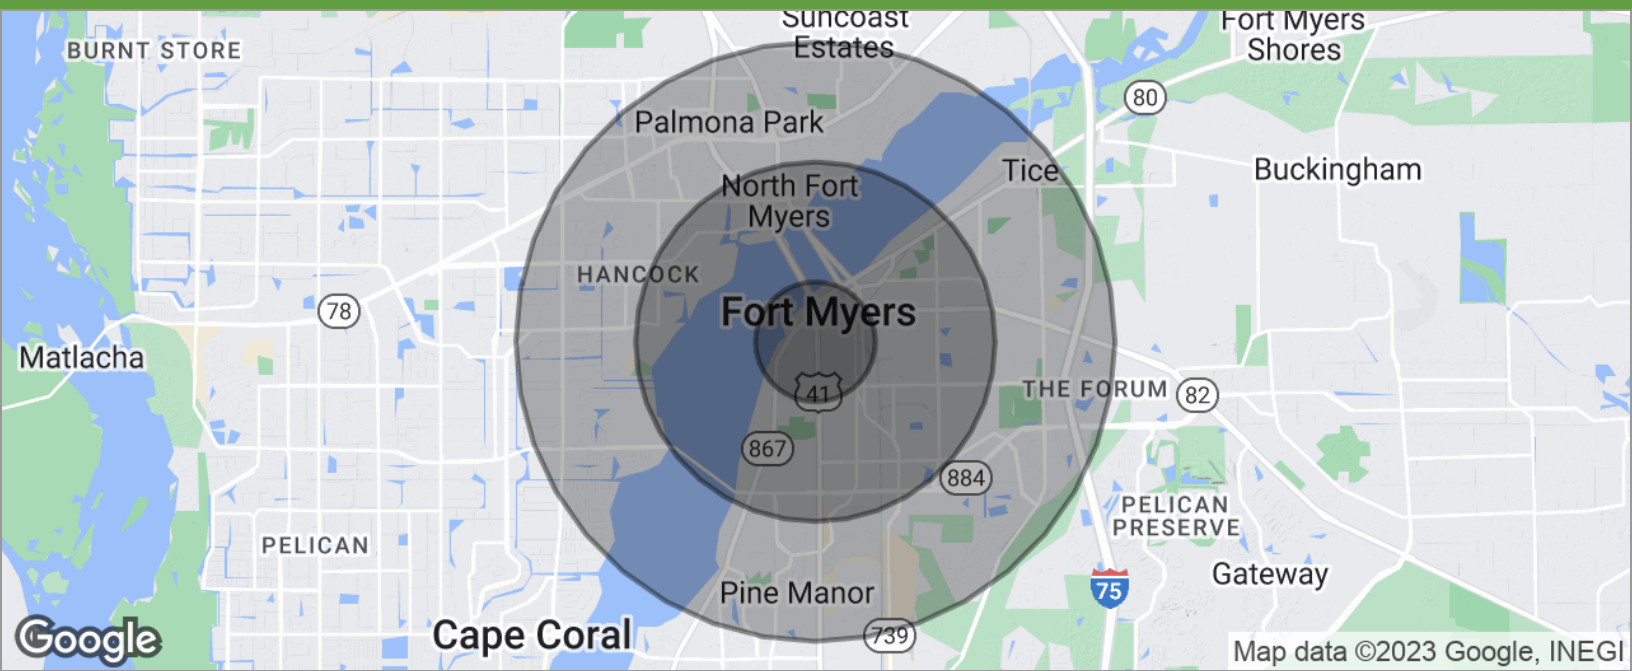 Suncoast
Estates
Fort Myers
Shores
BURNT STORE
80
Palmona Park
Tice
Buckingham
North Fort
Myers
HANCOCK
78
Fort Myers
Matlacha
41
THE FORUM
82
867
884
PELICAN
PRESERVE
PELICAN
Gateway
75
Pine Manor
Cape Coral
739
Google
Map data ©2023 Google, INEGI